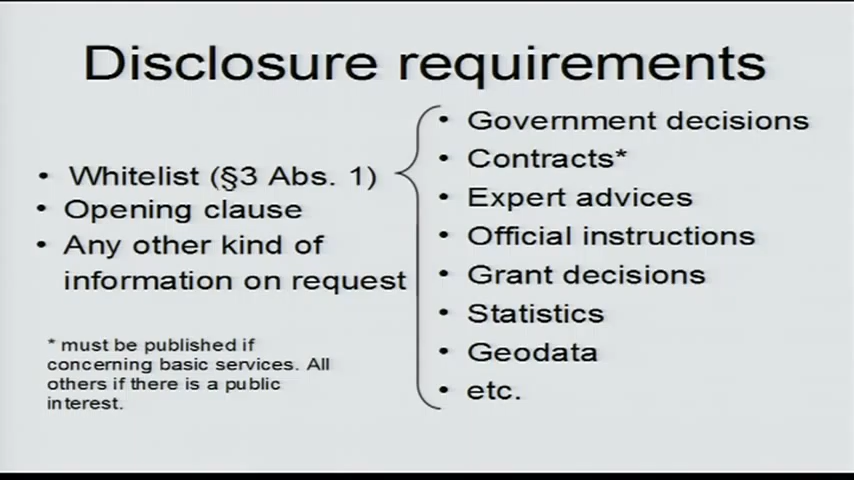 Disclosure requirements
• Whitelist (§3 Abs. 1)
• Opening clause
• Any other kind of
information on request
* must be published if
concerning basic services. All
others if there is a public
interest.
• Government decisions
• Contracts*
• Expert advices
• Official instructions
• Grant decisions
• Statistics
• Geodata
• etc.